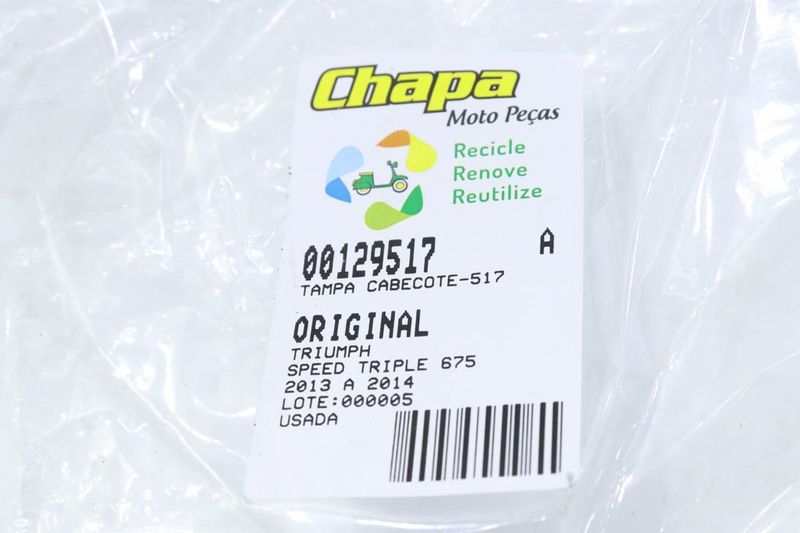 Chapa
Moto Peças
Recicle
Renove
Reutilize
00129517 A
TAMPA CABECOTE-517
ORIGINAL
TRIUMPH
SPEED TRIPLE 675
2013 A 2014
LOTE:000005
USADA